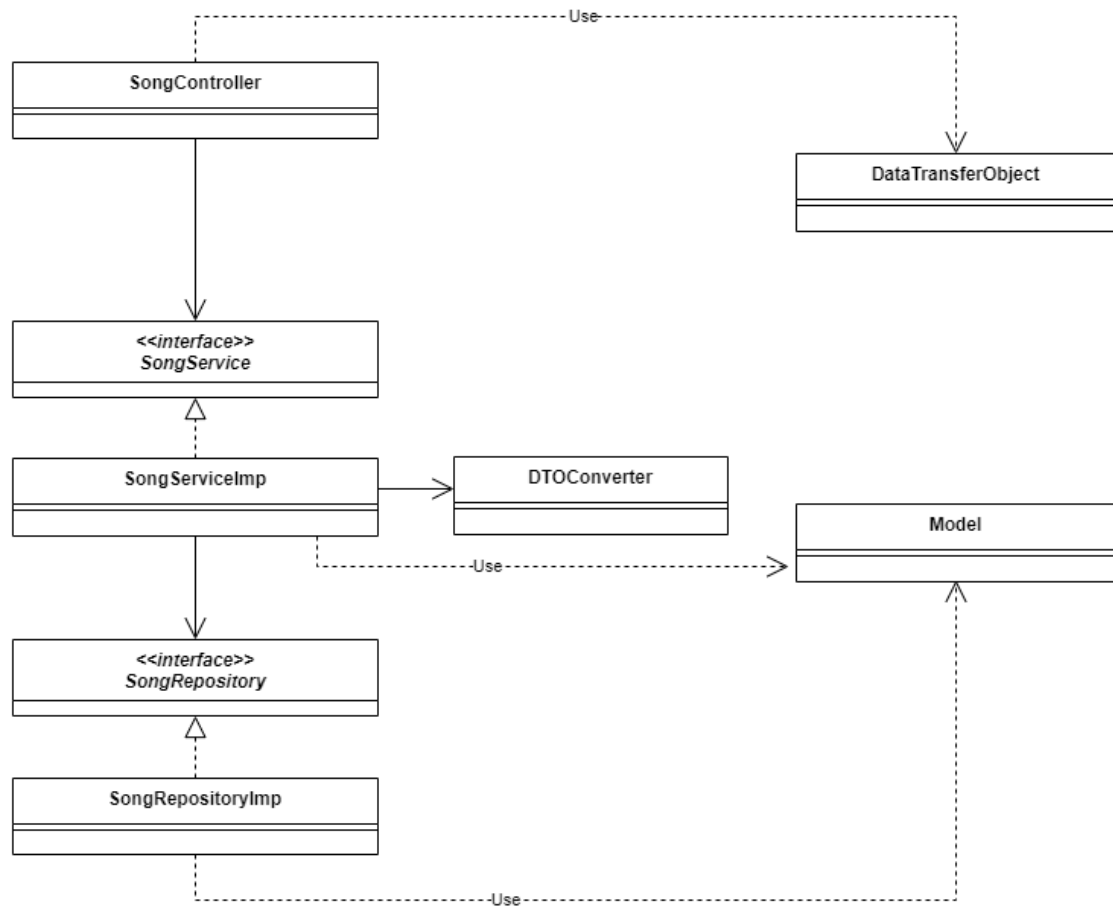 Use
SongController
DataTransferObject
<<interface>>
SongService
SongServiceImp
DTOConverter
Model
Use
<<interface>>
SongRepository
SongRepositoryImp
Use